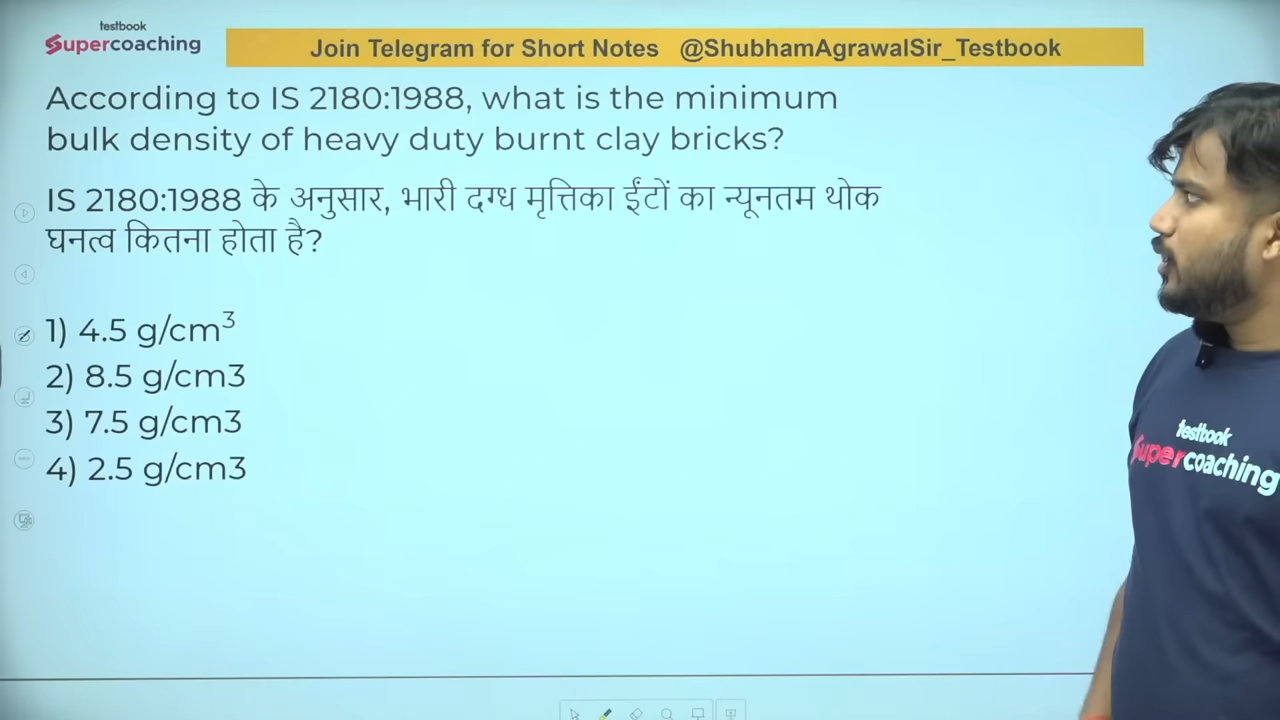 testbook
Supercoaching
Join Telegram for Short Notes @ShubhamAgrawalSir_Testbook
According to IS 2180:1988, what is the minimum
bulk density of heavy duty burnt clay bricks?
IS 2180:1988 के अनुसार, भारी दग्ध मृत्तिका ईंटों का न्यूनतम थोक
घनत्व कितना होता है?
1) 4.5 g/cm³
2) 8.5 g/cm3
3) 7.5 g/cm3
4) 2.5 g/cm3
testbook
Supercoaching